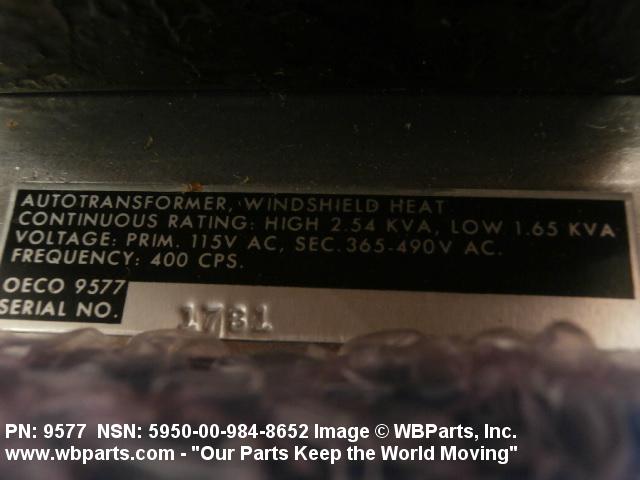 AUTOTRANSFORMER, WINDSHIELD HEAT
CONTINUOUS RATING: HIGH 2.54 KVA, LOW 1.65 KVA
VOLTAGE: PRIM. 115V AC, SEC. 365-490V AC.
FREQUENCY: 400 CPS.
OECO 9577
SERIAL NO. 1731
PN: 9577 NSN: 5950-00-984-8652 Image © WBParts, Inc.
www.wbparts.com - "Our Parts Keep the World Moving"